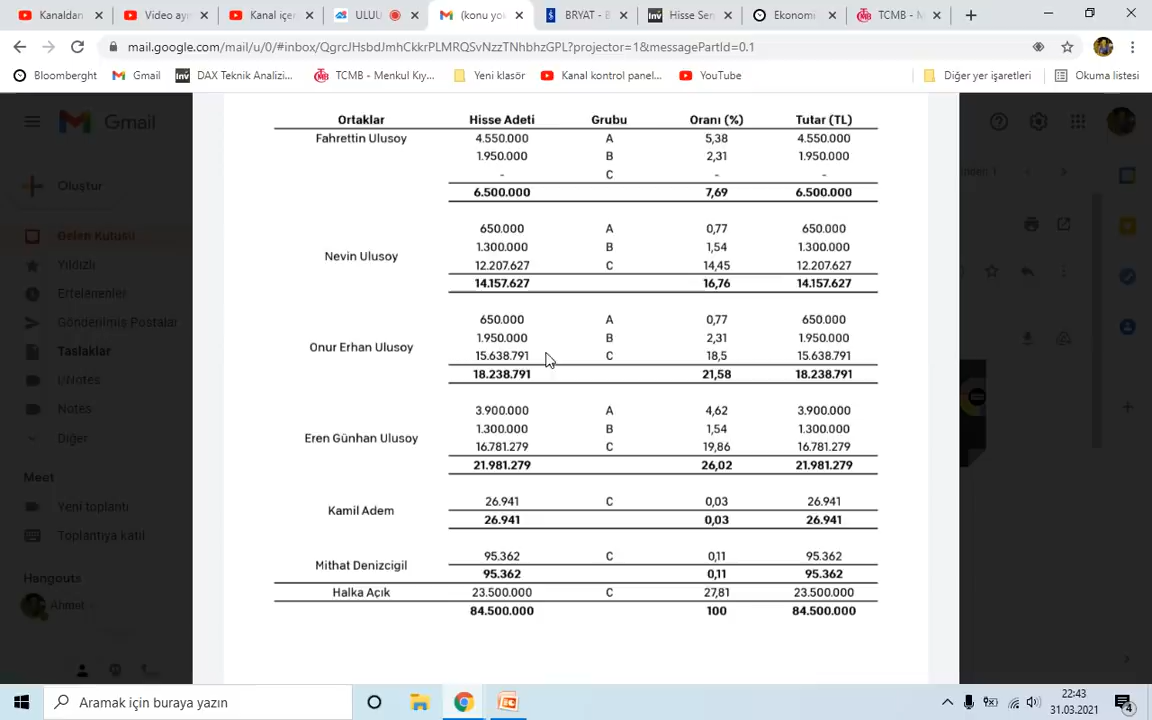 Kanaldan
Video ayr
Kanal içer
ULUU
(konu yok
BRYAT - B
Hisse Sen
Ekonomi
TCMB - M
mail.google.com/mail/u/0/#inbox/QgrcJHsbdJmhCkkrPLMRQSvNzzTNhbhzGPL?projector=1&messagePartId=0.1
Bloomberght
Gmail
DAX Teknik Analizi...
TCMB - Menkul Kıy...
Yeni klasör
Kanal kontrol panel...
YouTube
Diğer yer işaretleri
Okuma listesi
Gmail
Oluştur
Gelen Kutusu
Yıldızlı
Ertelenenler
Gönderilmiş Postalar
Taslaklar
Notes
Diğer
Meet
Yeni toplantı
Toplantıya katıl
Hangouts
Ahmet
Ortaklar Hisse Adeti Grubu Oranı (%) Tutar (TL)
Fahrettin Ulusoy 4.550.000 A 5,38 4.550.000
1.950.000 B 2,31 1.950.000
- C - -
6.500.000 7,69 6.500.000
650.000 A 0,77 650.000
1.300.000 B 1,54 1.300.000
Nevin Ulusoy
12.207.627 C 14,45 12.207.627
14.157.627 16,76 14.157.627
650.000 A 0,77 650.000
1.950.000 B 2,31 1.950.000
Onur Erhan Ulusoy
15.638.791 C 18,5 15.638.791
18.238.791 21,58 18.238.791
3.900.000 A 4,62 3.900.000
1.300.000 B 1,54 1.300.000
Eren Günhan Ulusoy
16.781.279 C 19,86 16.781.279
21.981.279 26,02 21.981.279
26.941 C 0,03 26.941
Kamil Adem
26.941 0,03 26.941
95.362 C 0,11 95.362
Mithat Denizcigil
95.362 0,11 95.362
Halka Açık 23.500.000 C 27,81 23.500.000
84.500.000 100 84.500.000
Aramak için buraya yazın
22:43
31.03.2021
4